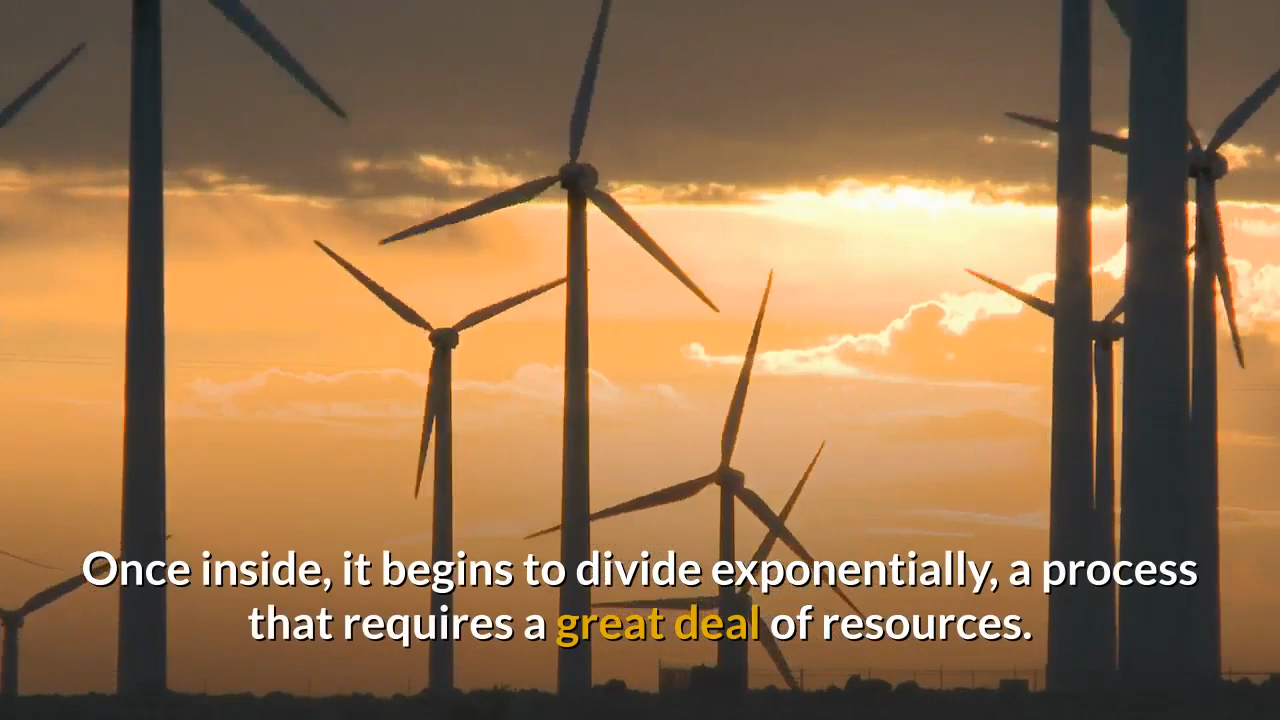 Once inside, it begins to divide exponentially, a process
that requires a great deal of resources.